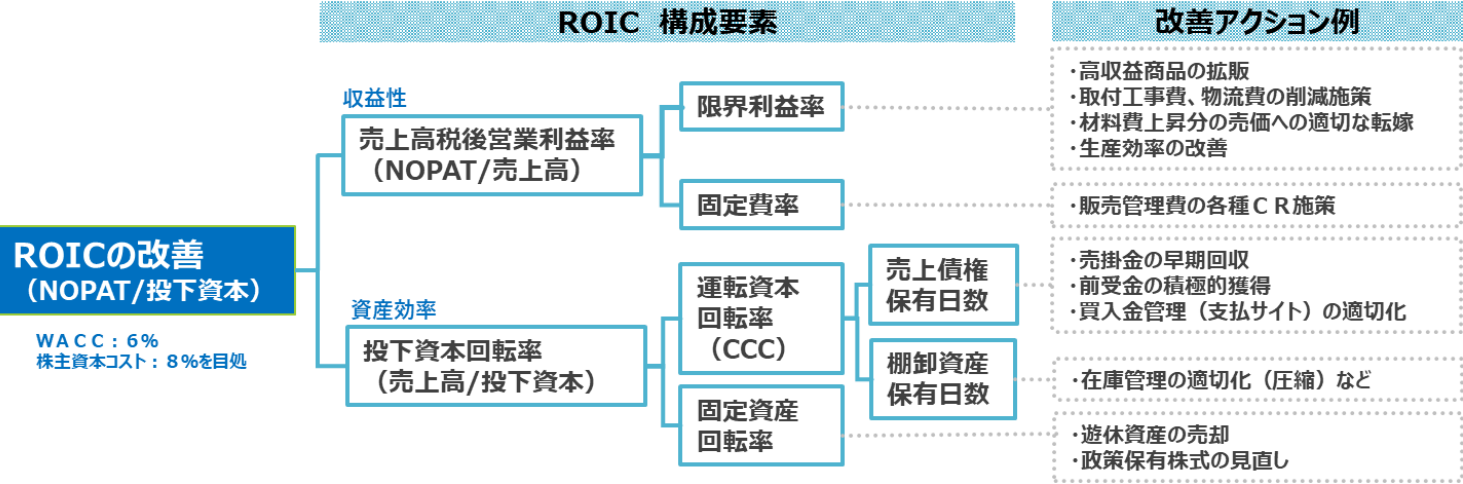 ROIC 構成要素
改善アクション例
ROICの改善
（NOPAT/投下資本）
ＷＡＣＣ：６％
株主資本コスト：８％を目処
収益性
売上高税後営業利益率
（NOPAT/売上高）
限界利益率
・高収益商品の拡販
・取付工事費、物流費の削減施策
・材料費上昇分の売価への適切な転嫁
・生産効率の改善
固定費率
・販売管理費の各種ＣＲ施策
資産効率
投下資本回転率
（売上高/投下資本）
運転資本
回転率
（CCC）
売上債権
保有日数
・売掛金の早期回収
・前受金の積極的獲得
・買入金管理（支払サイト）の適切化
棚卸資産
保有日数
・在庫管理の適切化（圧縮）など
固定資産
回転率
・遊休資産の売却
・政策保有株式の見直し